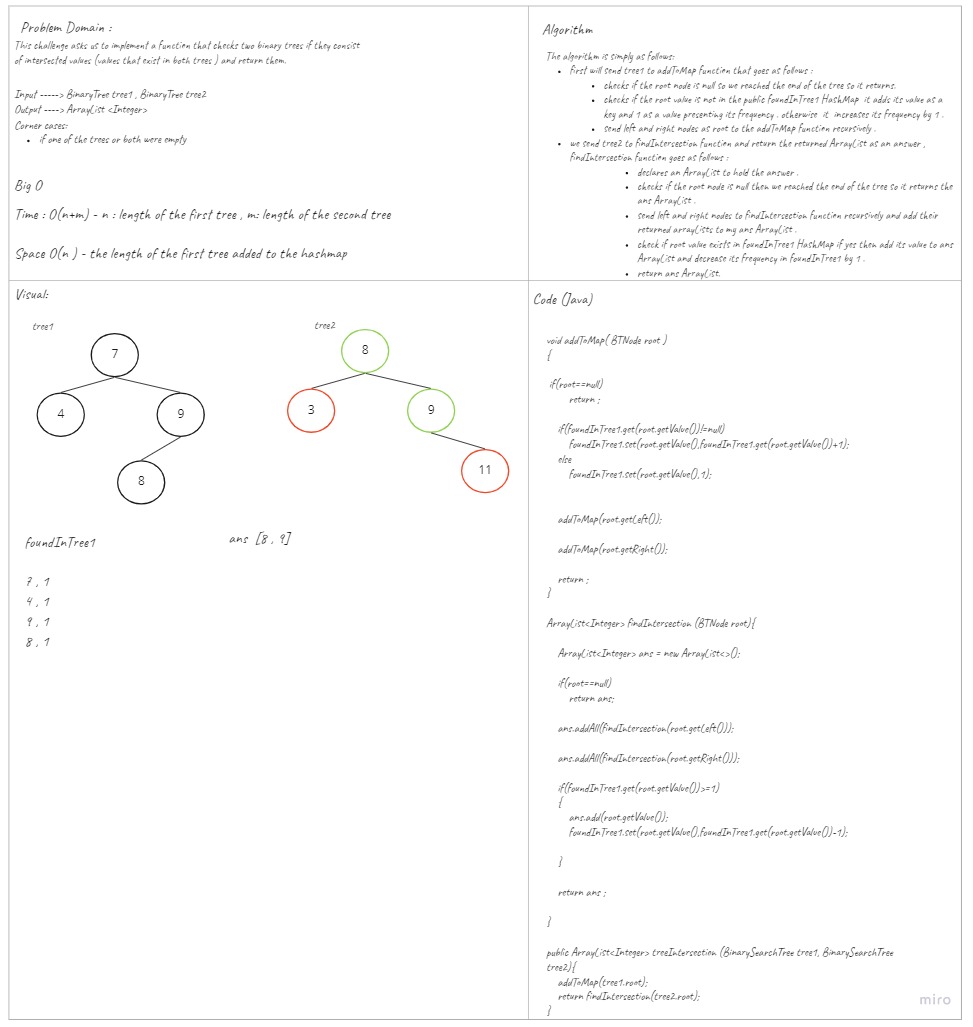 Problem Domain :
This challenge asks us to implement a function that checks two binary trees if they consist
of intersected values (values that exist in both trees ) and return them.
Input -----> BinaryTree tree1 , BinaryTree tree2
Output ----> ArrayList <Integer>
Corner cases:
• if one of the trees or both were empty
Big O
Time : O(n+m) - n : length of the first tree , m: length of the second tree
Space O(n ) - the length of the first tree added to the hashmap
Algorithm
The algorithm is simply as follows:
• first will send tree1 to addToMap function that goes as follows :
• checks if the root node is null so we reached the end of the tree so it returns.
• checks if the root value is not in the public foundInTree1 HashMap it adds its value as a
key and 1 as a value presenting its frequency . otherwise it increases its frequency by 1 .
• send left and right nodes as root to the addToMap function recursively .
• we send tree2 to findIntersection function and return the returned ArrayList as an answer ,
findIntersection function goes as follows :
• declares an ArrayList to hold the answer .
• checks if the root node is null then we reached the end of the tree so it returns the
ans ArrayList .
• send left and right nodes to findIntersection function recursively and add their
returned arrayLists to my ans ArrayList .
• check if root value exists in foundInTree1 HashMap if yes then add its value to ans
ArrayList and decrease its frequency in foundInTree1 by 1 .
• return ans ArrayList.
Visual:
tree1
7
4
9
8
tree2
8
3
9
11
foundInTree1
7 , 1
4 , 1
9 , 1
8 , 1
ans [8 , 9]
Code (Java)
void addToMap( BTNode root )
{
if(root==null)
return ;
if(foundInTree1.get(root.getValue())!=null)
foundInTree1.set(root.getValue(),foundInTree1.get(root.getValue())+1);
else
foundInTree1.set(root.getValue(),1);
addToMap(root.getLeft());
addToMap(root.getRight());
return ;
}
ArrayList<Integer> findIntersection (BTNode root){
ArrayList<Integer> ans = new ArrayList<>();
if(root==null)
return ans;
ans.addAll(findIntersection(root.getLeft()));
ans.addAll(findIntersection(root.getRight()));
if(foundInTree1.get(root.getValue())>=1)
{
ans.add(root.getValue());
foundInTree1.set(root.getValue(),foundInTree1.get(root.getValue())-1);
}
return ans ;
}
public ArrayList<Integer> treeIntersection (BinarySearchTree tree1, BinarySearchTree
tree2){
addToMap(tree1.root);
return findIntersection(tree2.root);
}
miro